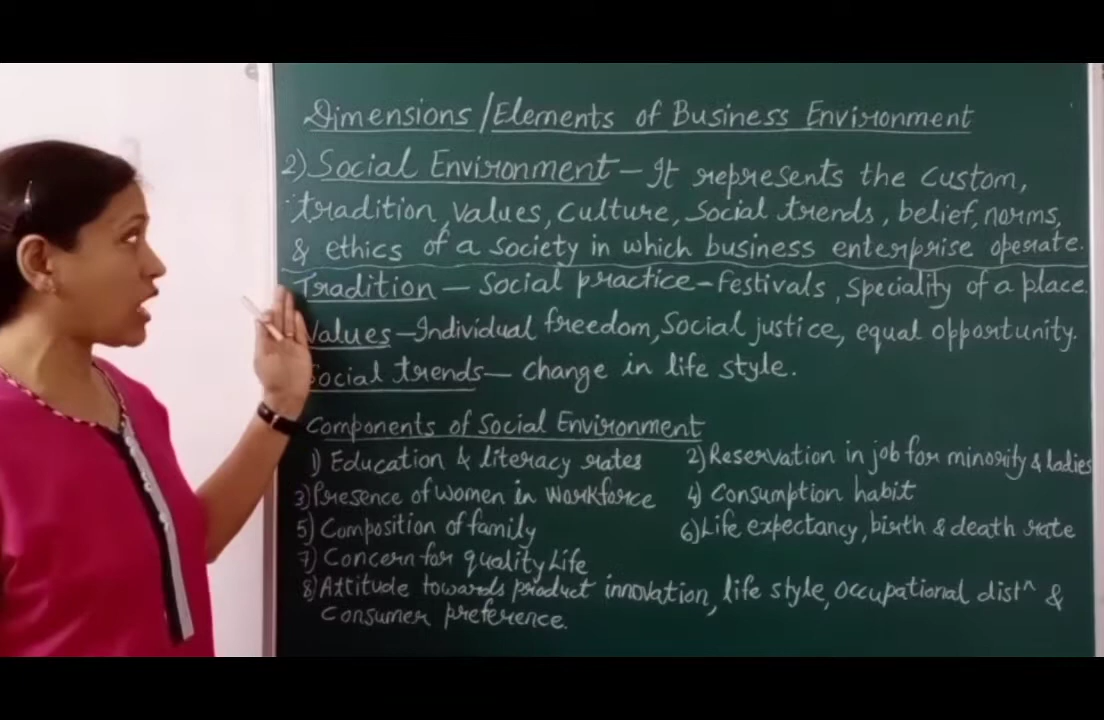 Dimensions/Elements of Business Environment
2) Social Environment – It represents the custom,
tradition, values, culture, social trends, belief, norms,
& ethics of a society in which business enterprise operate.
Tradition – Social practice – Festivals, Speciality of a place.
Values – Individual freedom, Social justice, equal opportunity.
Social trends – Change in life style.
Components of Social Environment
1) Education & literacy rates 2) Reservation in job for minority & ladies
3) Presence of women in workforce 4) Consumption habit
5) Composition of family 6) Life expectancy, birth & death rate
7) Concern for quality life
8) Attitude towards product innovation, life style, occupational dist^ &
Consumer preference.